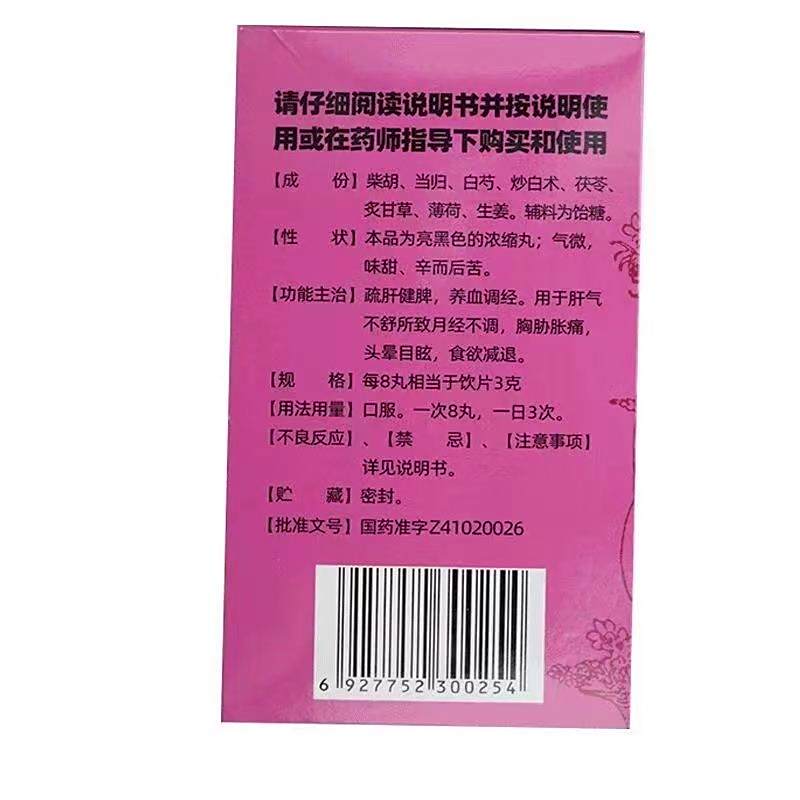 请仔细阅读说明书并按说明使
用或在药师指导下购买和使用
【成　份】柴胡、当归、白芍、炒白术、茯苓、
炙甘草、薄荷、生姜。辅料为饴糖。
【性　状】本品为亮黑色的浓缩丸；气微，
味甜、辛而后苦。
【功能主治】疏肝健脾，养血调经。用于肝气
不舒所致月经不调，胸胁胀痛，
头晕目眩，食欲减退。
【规　格】每8丸相当于饮片3克
【用法用量】口服。一次8丸，一日3次。
【不良反应】、【禁　忌】、【注意事项】
详见说明书。
【贮　藏】密封。
【批准文号】国药准字Z41020026
6 927752 300254